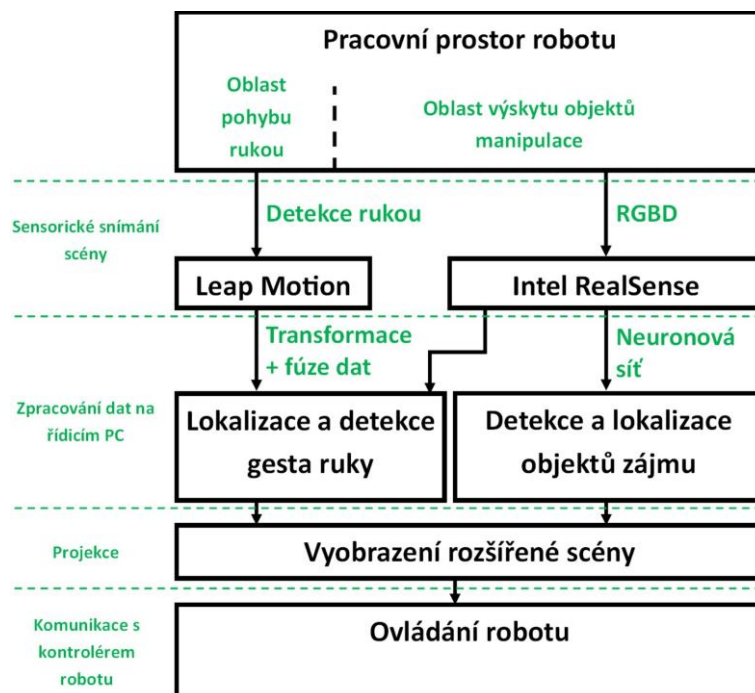 Pracovní prostor robotu
Oblast
pohybu
rukou
Oblast výskytu objektů
manipulace
Sensorické snímání
scény
Detekce rukou
RGBD
Leap Motion
Intel RealSense
Transformace
+ fúze dat
Neuronová
síť
Zpracování dat na
řídicím PC
Lokalizace a detekce
gesta ruky
Detekce a lokalizace
objektů zájmu
Projekce
Vyobrazení rozšířené scény
Komunikace s
kontrolérem
robotu
Ovládání robotu